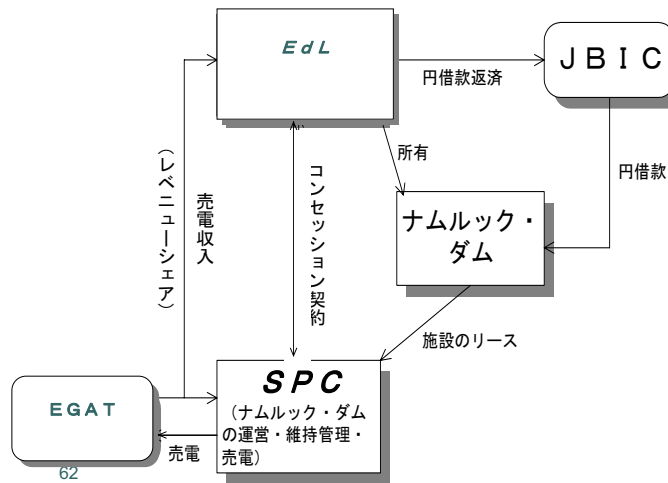 EdL
JBIC
円借款返済
円借款
所有
ナムルック・
ダム
コンセッション契約
売電収入
（レベニューシェア）
施設のリース
SPC
（ナムルック・ダム
の運営・維持管理・
売電）
EGAT
売電
62